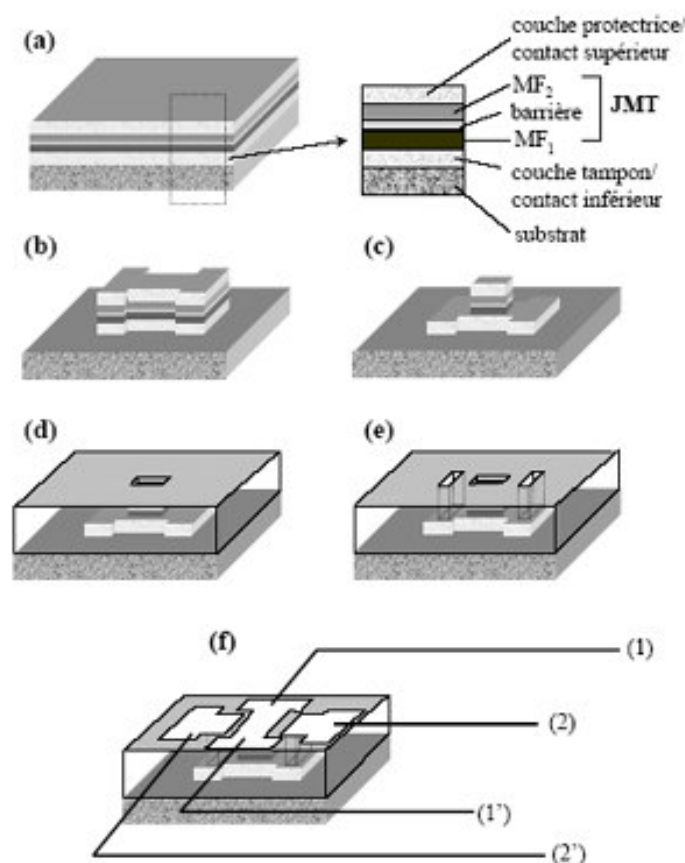 (a)
couche protectrice/
contact supérieur
MF₂
barrière
JMT
MF₁
couche tampon/
contact inférieur
substrat
(b)
(c)
(d)
(e)
(f)
(1)
(2)
(1')
(2')